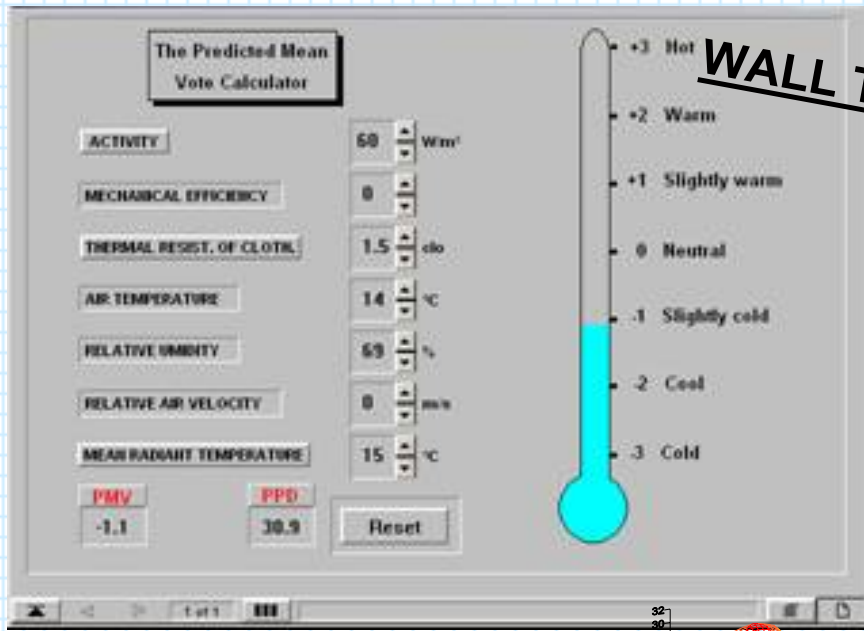 The Predicted Mean
Vote Calculator
ACTIVITY 60 W/m²
MECHANICAL EFFICIENCY 0
THERMAL RESIST. OF CLOTH. 1.5 clo
AIR TEMPERATURE 14 °C
RELATIVE UMIDITY 69 %
RELATIVE AIR VELOCITY 0 m/s
MEAN RADIANT TEMPERATURE 15 °C
PMV PPD
-1.1 30.9 Reset
+3 Hot
+2 Warm
+1 Slightly warm
0 Neutral
-1 Slightly cold
-2 Cool
-3 Cold
WALL
1 of 1
32
30